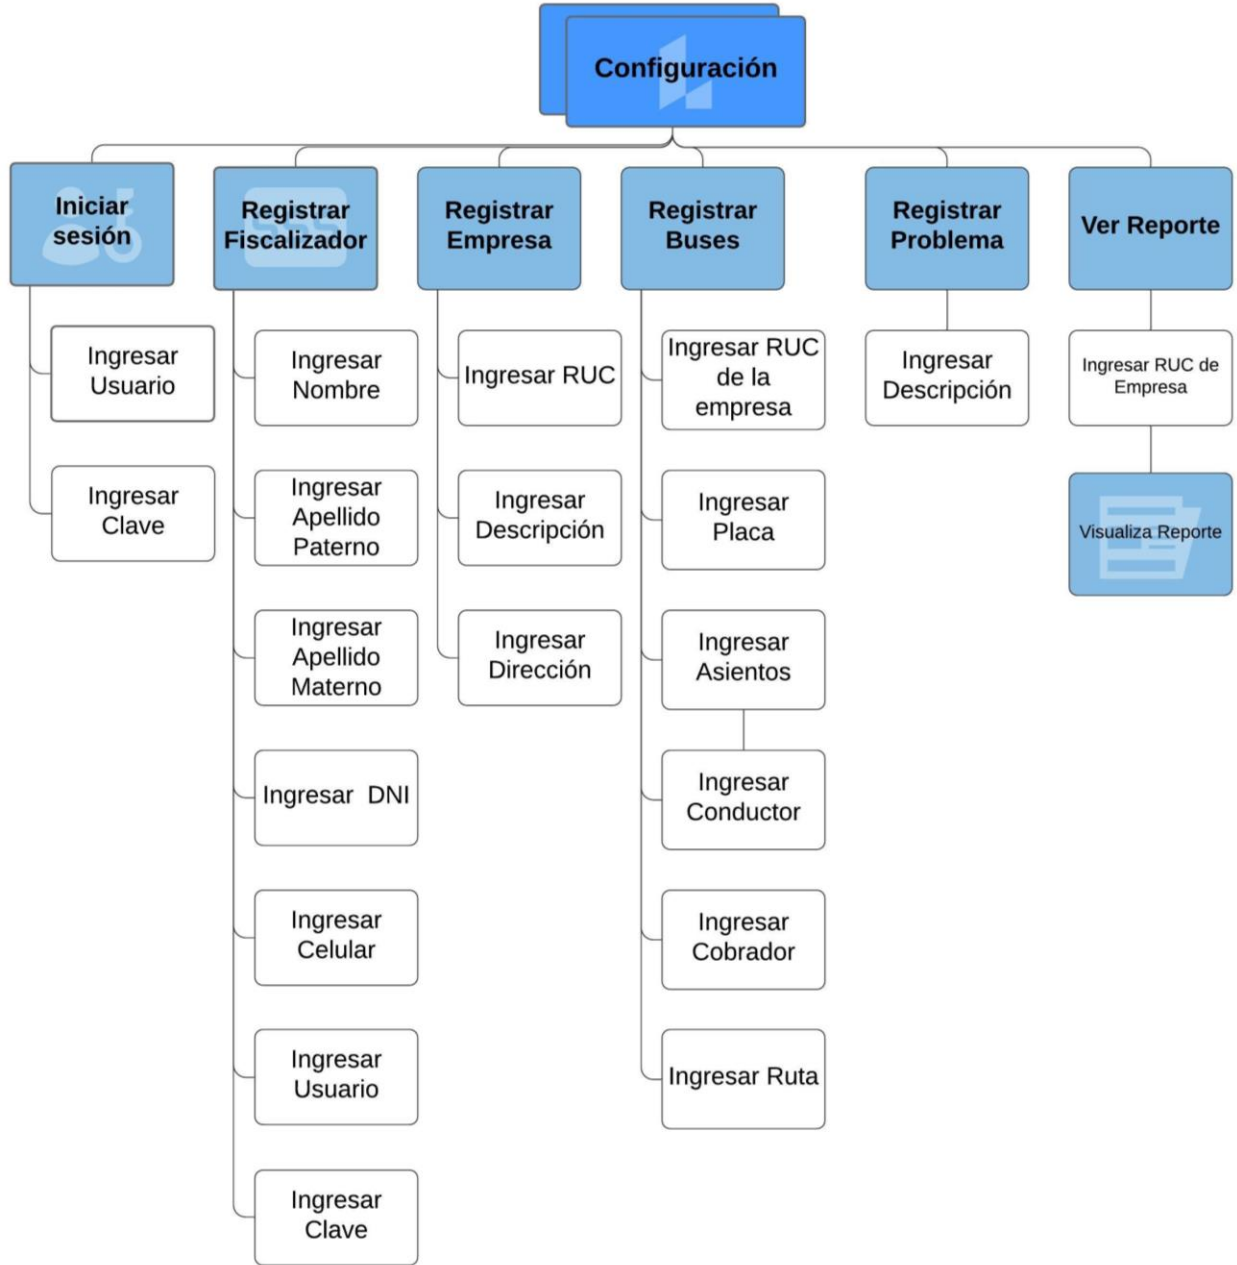 Configuración
Iniciar
sesión
Registrar
Fiscalizador
Registrar
Empresa
Registrar
Buses
Registrar
Problema
Ver Reporte
Ingresar
Usuario
Ingresar
Clave
Ingresar
Nombre
Ingresar
Apellido
Paterno
Ingresar
Apellido
Materno
Ingresar  DNI
Ingresar
Celular
Ingresar
Usuario
Ingresar
Clave
Ingresar RUC
Ingresar
Descripción
Ingresar
Dirección
Ingresar RUC
de la
empresa
Ingresar
Placa
Ingresar
Asientos
Ingresar
Conductor
Ingresar
Cobrador
Ingresar Ruta
Ingresar
Descripción
Ingresar RUC de
Empresa
Visualiza Reporte